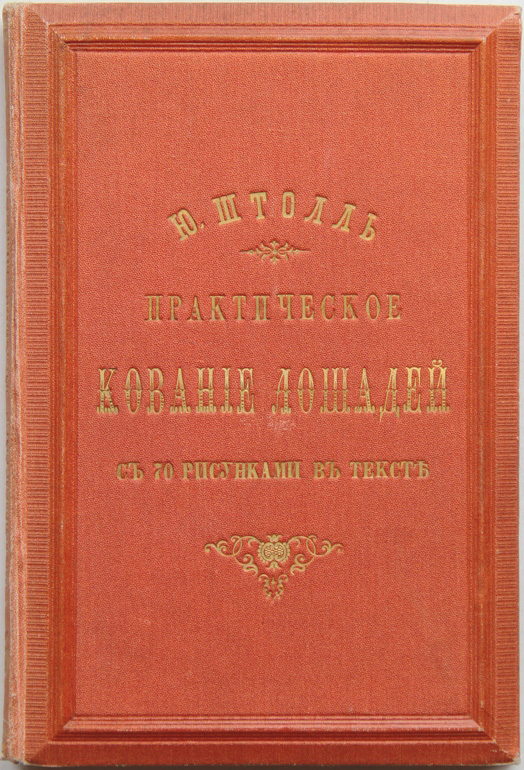 Ю. ШТОЛЛЬ
ПРАКТИЧЕСКОЕ
КОВАНІЕ ЛОШАДЕЙ
СЪ 70 РИСУНКАМИ ВЪ ТЕКСТѢ